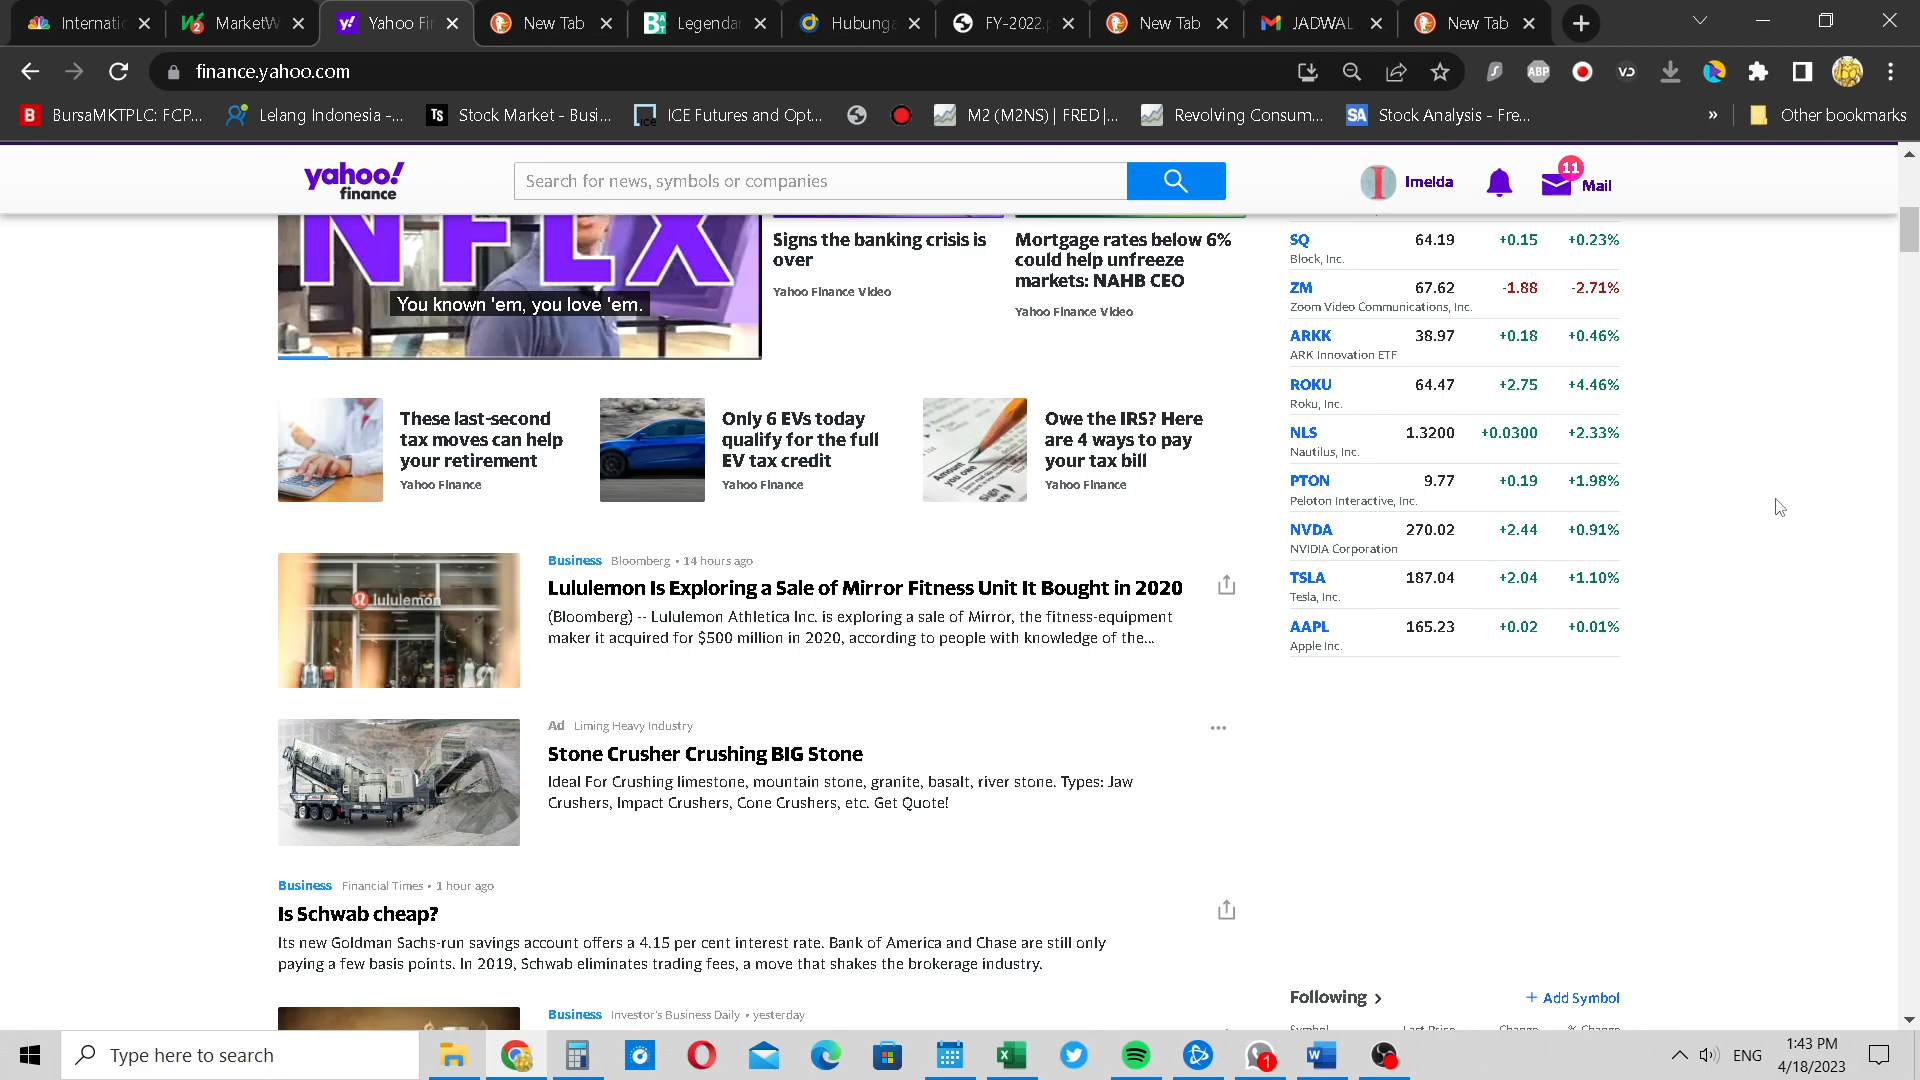 Internatic
MarketW
Yahoo Fir
New Tab
Legendar
Hubunga
FY-2022.p
New Tab
JADWAL
New Tab
finance.yahoo.com
ABP
BursaMKTPLC: FCP...
Lelang Indonesia -...
TS
Stock Market - Busi...
ICE Futures and Opt...
M2 (M2NS) | FRED |...
Revolving Consum...
SA
Stock Analysis - Fre...
»
Other bookmarks
yahoo!
finance
Search for news, symbols or companies
Imelda
11
Mail
NFLX
You known 'em, you love 'em.
Signs the banking crisis is
over
Yahoo Finance Video
Mortgage rates below 6%
could help unfreeze
markets: NAHB CEO
Yahoo Finance Video
These last-second
tax moves can help
your retirement
Yahoo Finance
Only 6 EVs today
qualify for the full
EV tax credit
Yahoo Finance
Amount
you owe
Owe the IRS? Here
are 4 ways to pay
your tax bill
Yahoo Finance
lululemon
Business Bloomberg • 14 hours ago
Lululemon Is Exploring a Sale of Mirror Fitness Unit It Bought in 2020
(Bloomberg) -- Lululemon Athletica Inc. is exploring a sale of Mirror, the fitness-equipment
maker it acquired for $500 million in 2020, according to people with knowledge of the...
Ad Liming Heavy Industry
Stone Crusher Crushing BIG Stone
Ideal For Crushing limestone, mountain stone, granite, basalt, river stone. Types: Jaw
Crushers, Impact Crushers, Cone Crushers, etc. Get Quote!
Business Financial Times • 1 hour ago
Is Schwab cheap?
Its new Goldman Sachs-run savings account offers a 4.15 per cent interest rate. Bank of America and Chase are still only
paying a few basis points. In 2019, Schwab eliminates trading fees, a move that shakes the brokerage industry.
Business Investor's Business Daily • yesterday
SQ 64.19 +0.15 +0.23%
Block, Inc.
ZM 67.62 -1.88 -2.71%
Zoom Video Communications, Inc.
ARKK 38.97 +0.18 +0.46%
ARK Innovation ETF
ROKU 64.47 +2.75 +4.46%
Roku, Inc.
NLS 1.3200 +0.0300 +2.33%
Nautilus, Inc.
PTON 9.77 +0.19 +1.98%
Peloton Interactive, Inc.
NVDA 270.02 +2.44 +0.91%
NVIDIA Corporation
TSLA 187.04 +2.04 +1.10%
Tesla, Inc.
AAPL 165.23 +0.02 +0.01%
Apple Inc.
Following >
+ Add Symbol
Symbol Last Price Change % Change
Type here to search
1
ENG
1:43 PM
4/18/2023